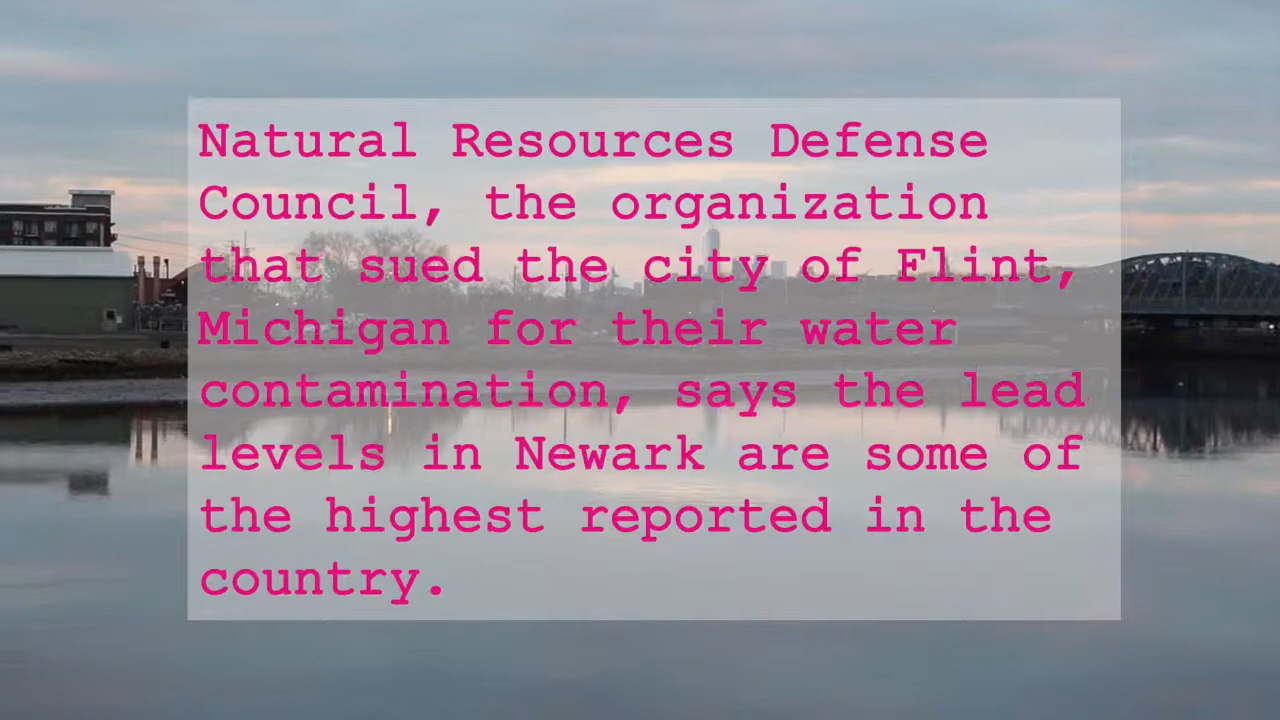 Natural Resources Defense
Council, the organization
that sued the city of Flint,
Michigan for their water
contamination, says the lead
levels in Newark are some of
the highest reported in the
country.